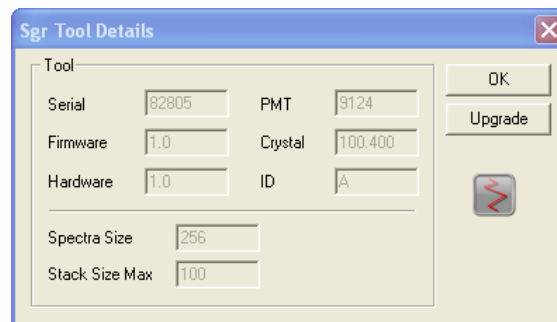 Sgr Tool Details
Tool
OK
Serial 82805 PMT 9124
Upgrade
Firmware 1.0 Crystal 100.400
Hardware 1.0 ID A
Spectra Size 256
Stack Size Max 100